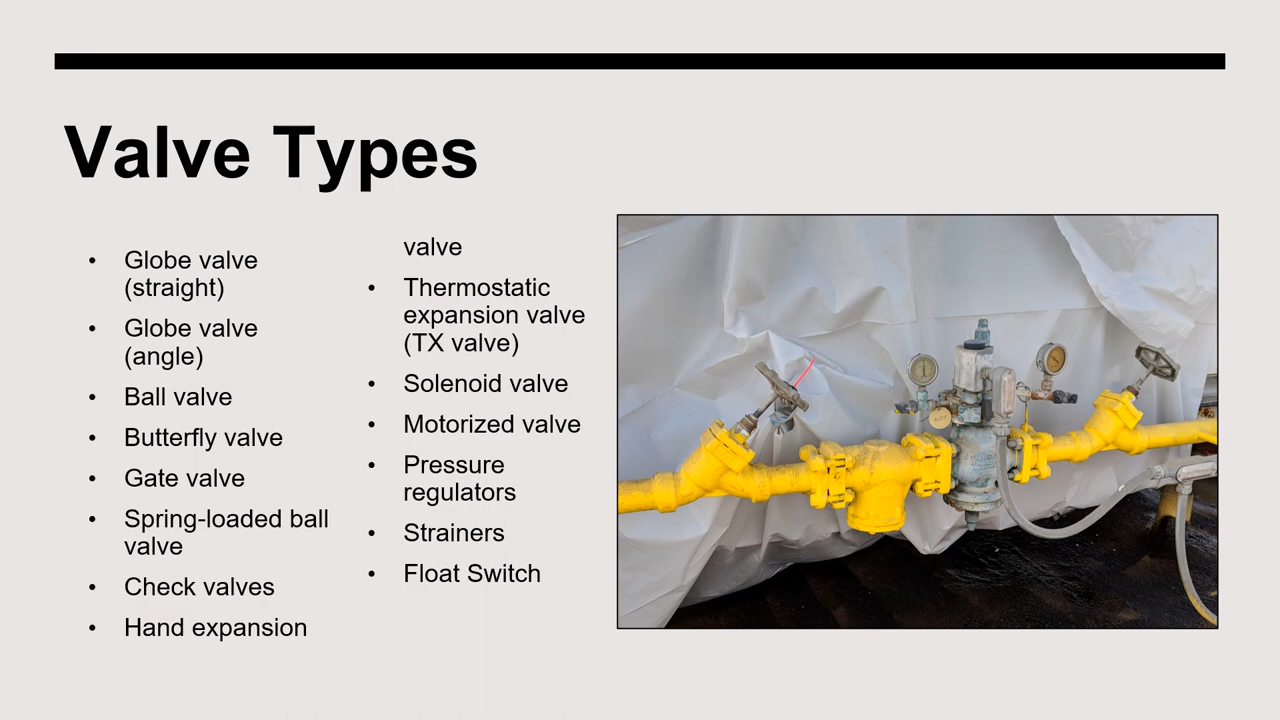 Valve Types
• Globe valve
(straight)
• Globe valve
(angle)
• Ball valve
• Butterfly valve
• Gate valve
• Spring-loaded ball
valve
• Check valves
• Hand expansion
valve
• Thermostatic
expansion valve
(TX valve)
• Solenoid valve
• Motorized valve
• Pressure
regulators
• Strainers
• Float Switch